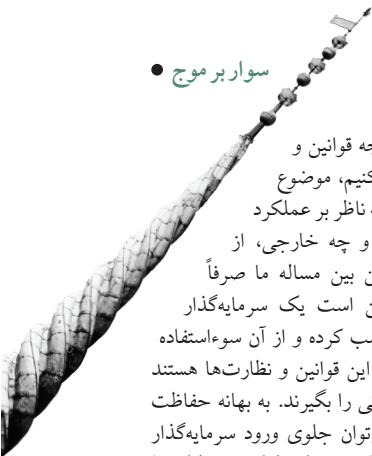 سوار بر موج ●
چه قوانین و
کنیم، موضوع
ناظر بر عملکرد
و چه خارجی، از
ن بین مساله ما صرفاً
ن است یک سرمایه‌گذار
سب کرده و از آن سوءاستفاده
این قوانین و نظارت‌ها هستند
ی را بگیرند. به بهانه حفاظت
توان جلوی ورود سرمایه‌گذار